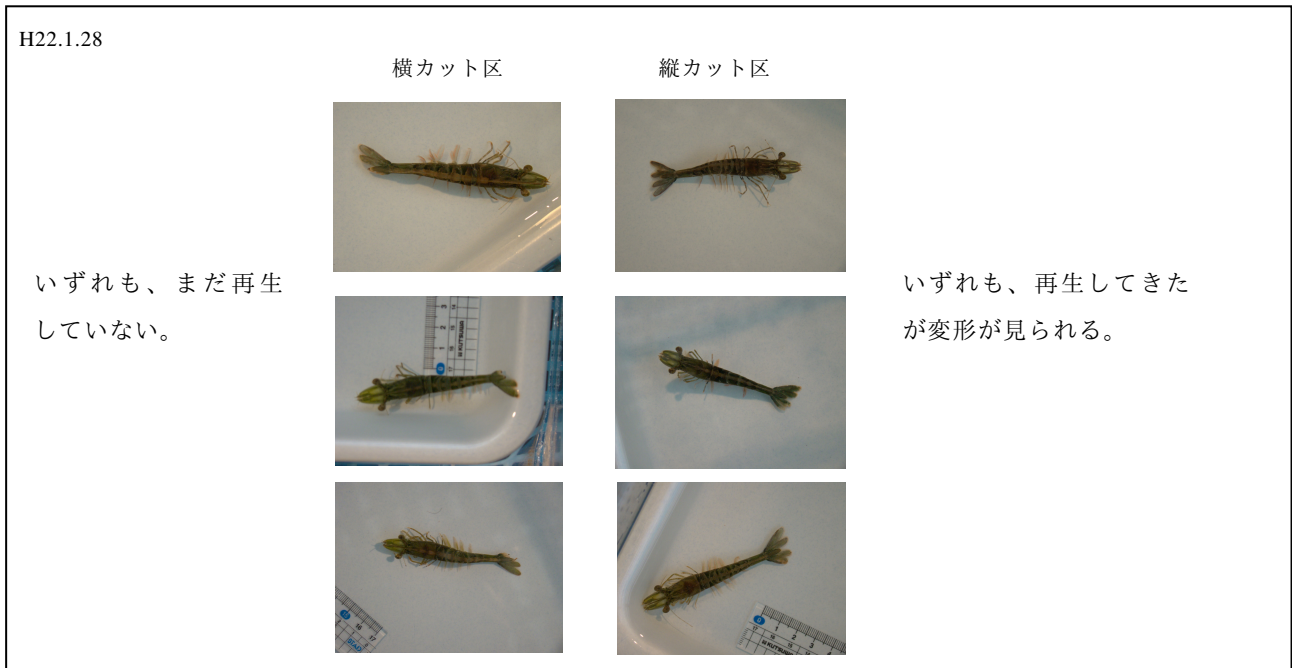 H22.1.28
横カット区
縦カット区
いずれも、まだ再生
していない。
いずれも、再生してきた
が変形が見られる。